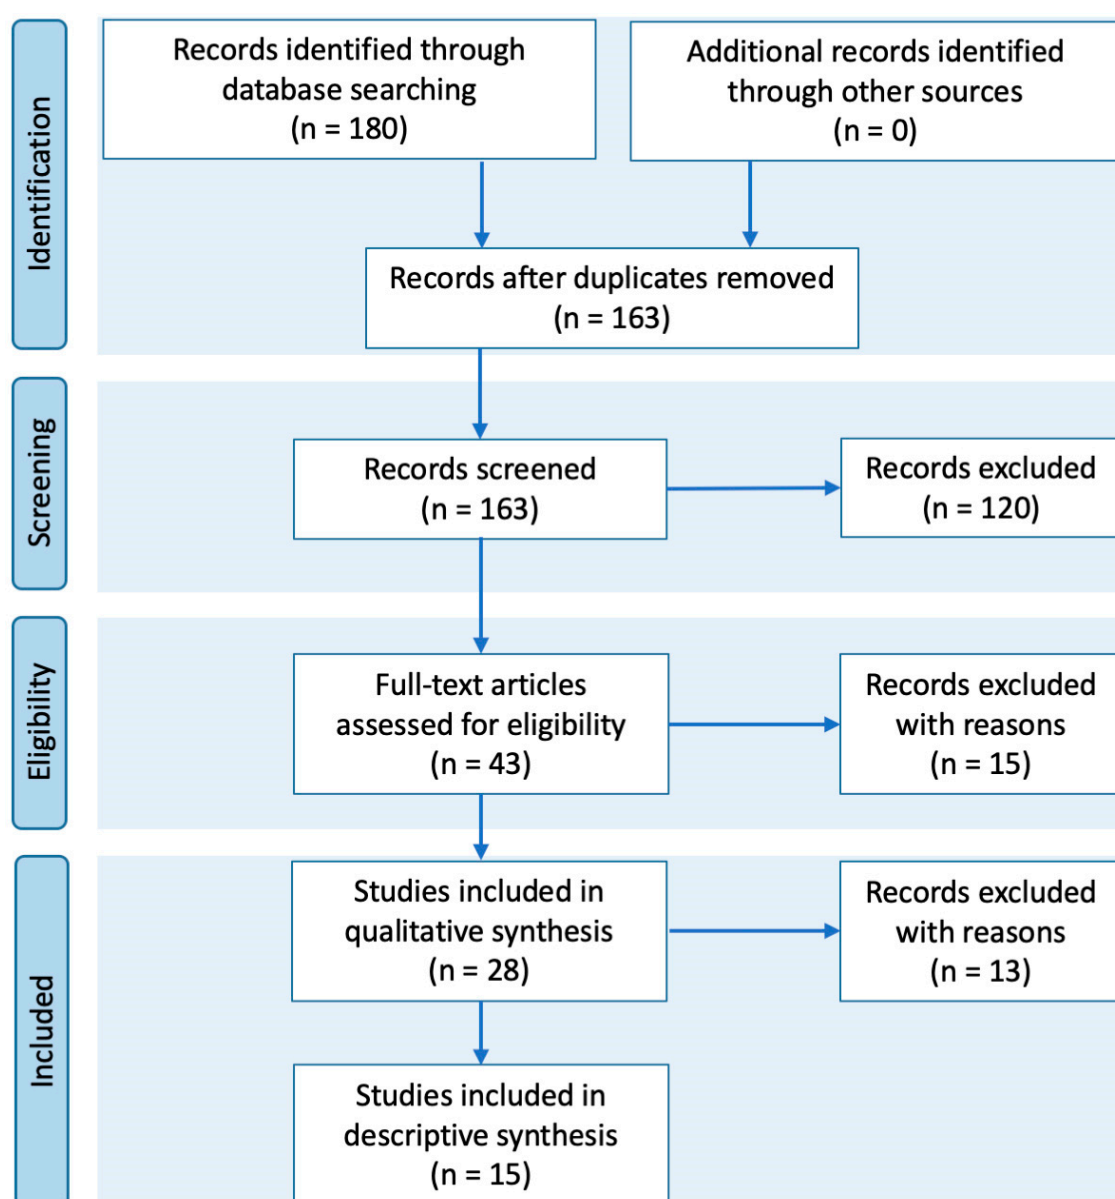 Identification
Records identified through
database searching
(n = 180)
Additional records identified
through other sources
(n = 0)
Records after duplicates removed
(n = 163)
Screening
Records screened
(n = 163)
Records excluded
(n = 120)
Eligibility
Full-text articles
assessed for eligibility
(n = 43)
Records excluded
with reasons
(n = 15)
Included
Studies included in
qualitative synthesis
(n = 28)
Records excluded
with reasons
(n = 13)
Studies included in
descriptive synthesis
(n = 15)